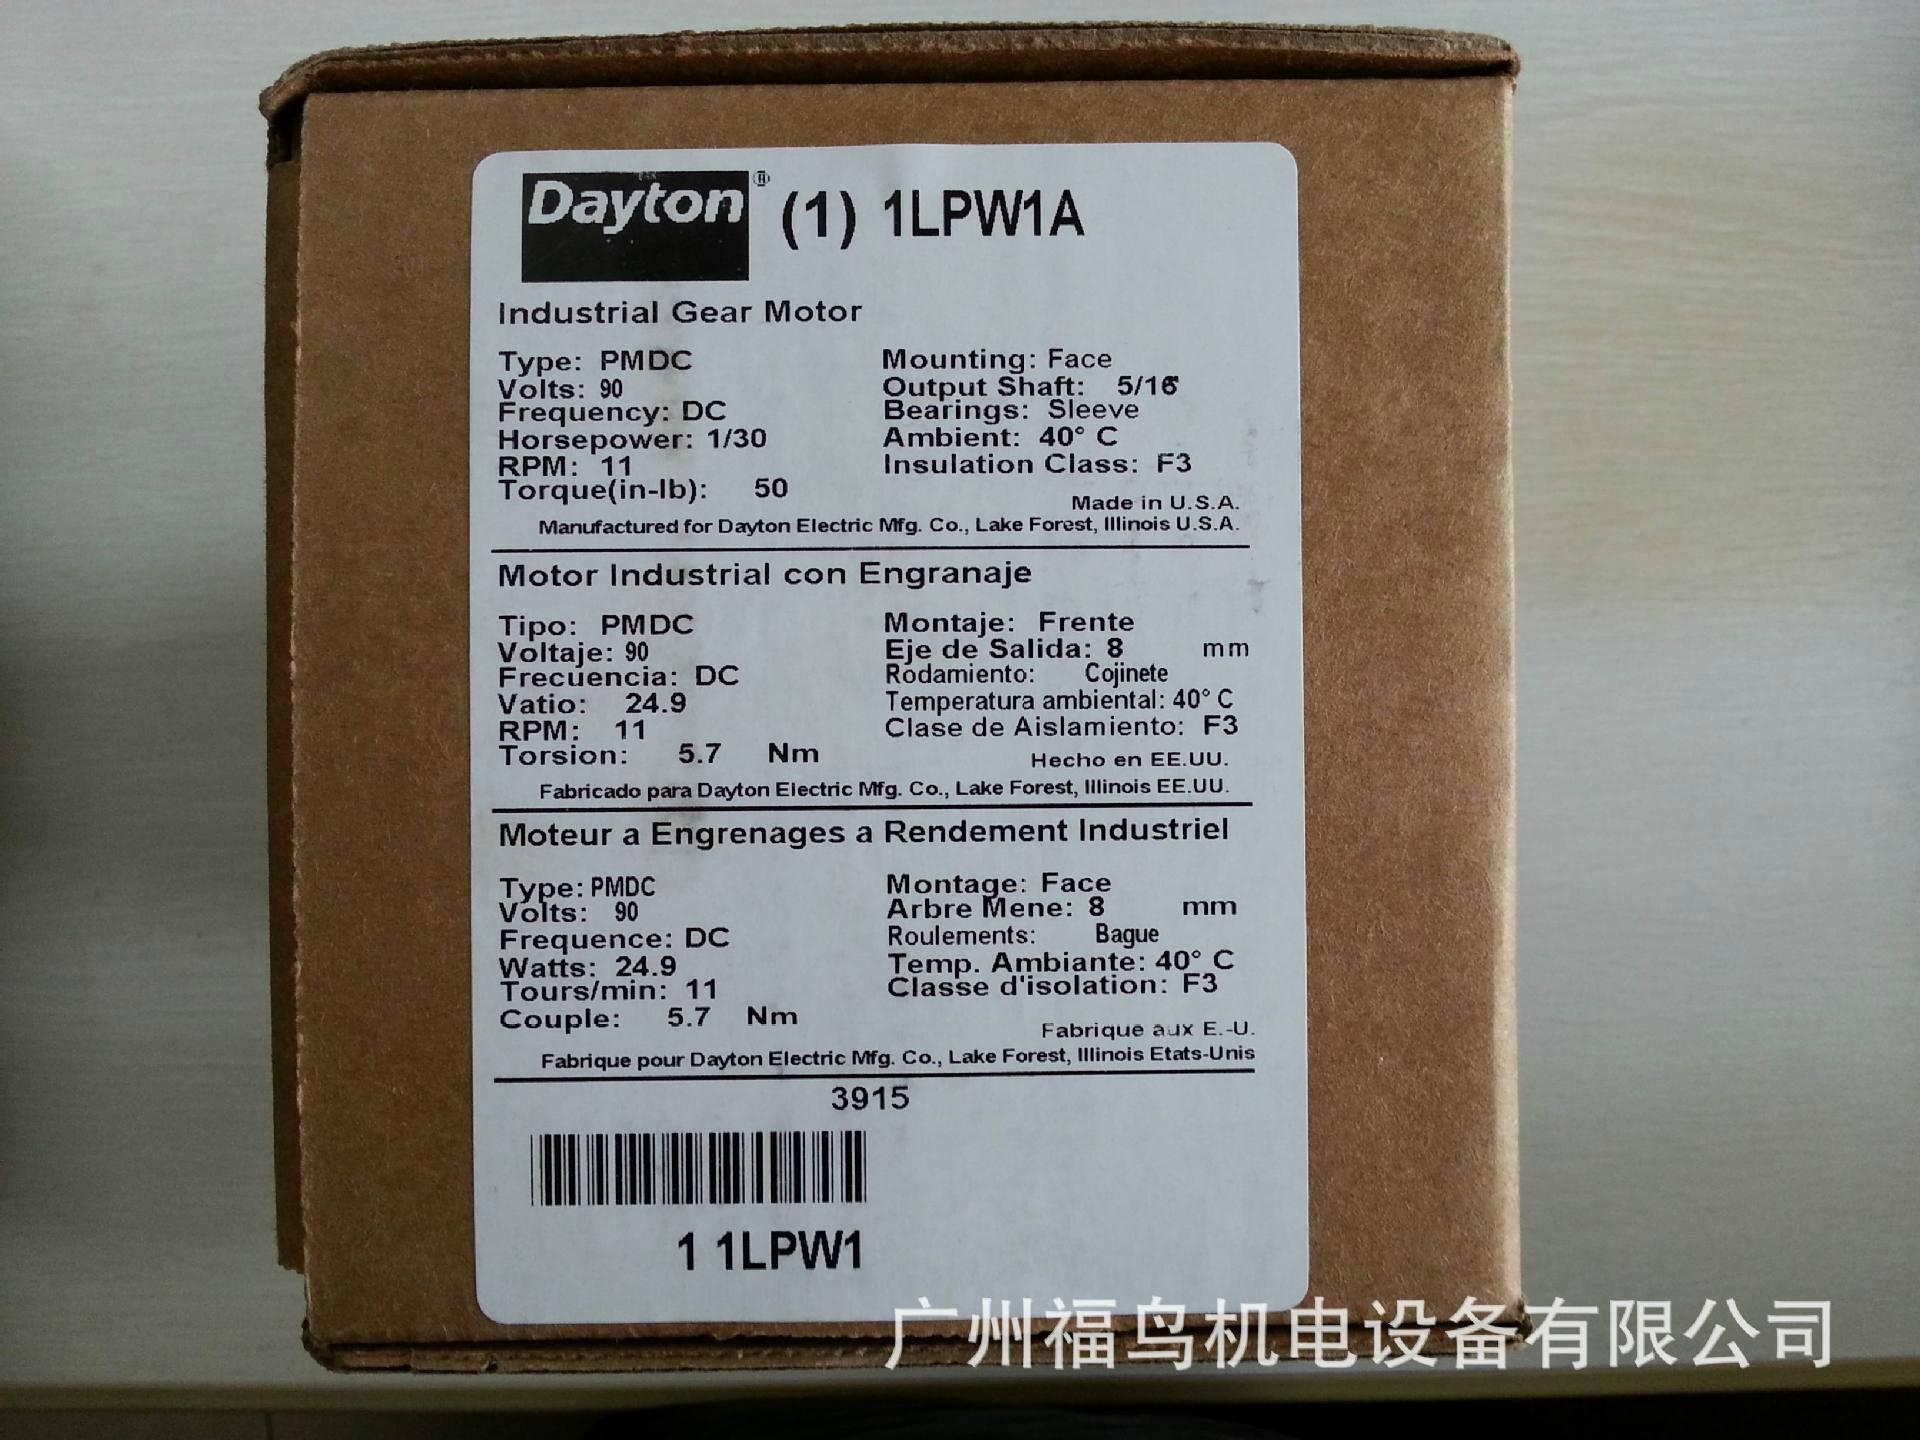 Dayton® (1) 1LPW1A
Industrial Gear Motor
Type: PMDC
Volts: 90
Frequency: DC
Horsepower: 1/30
RPM: 11
Torque(in-lb): 50
Mounting: Face
Output Shaft: 5/16
Bearings: Sleeve
Ambient: 40° C
Insulation Class: F3
Made in U.S.A.
Manufactured for Dayton Electric Mfg. Co., Lake Forest, Illinois U.S.A.
Motor Industrial con Engranaje
Tipo: PMDC
Voltaje: 90
Frecuencia: DC
Vatio: 24.9
RPM: 11
Torsion: 5.7 Nm
Montaje: Frente
Eje de Salida: 8 mm
Rodamiento: Cojinete
Temperatura ambiental: 40° C
Clase de Aislamiento: F3
Hecho en EE.UU.
Fabricado para Dayton Electric Mfg. Co., Lake Forest, Illinois EE.UU.
Moteur a Engrenages a Rendement Industriel
Type: PMDC
Volts: 90
Frequence: DC
Watts: 24.9
Tours/min: 11
Couple: 5.7 Nm
Montage: Face
Arbre Mene: 8 mm
Roulements: Bague
Temp. Ambiante: 40° C
Classe d'isolation: F3
Fabrique aux E.-U.
Fabrique pour Dayton Electric Mfg. Co., Lake Forest, Illinois Etats-Unis
3915
1 1LPW1
广州福鸟机电设备有限公司